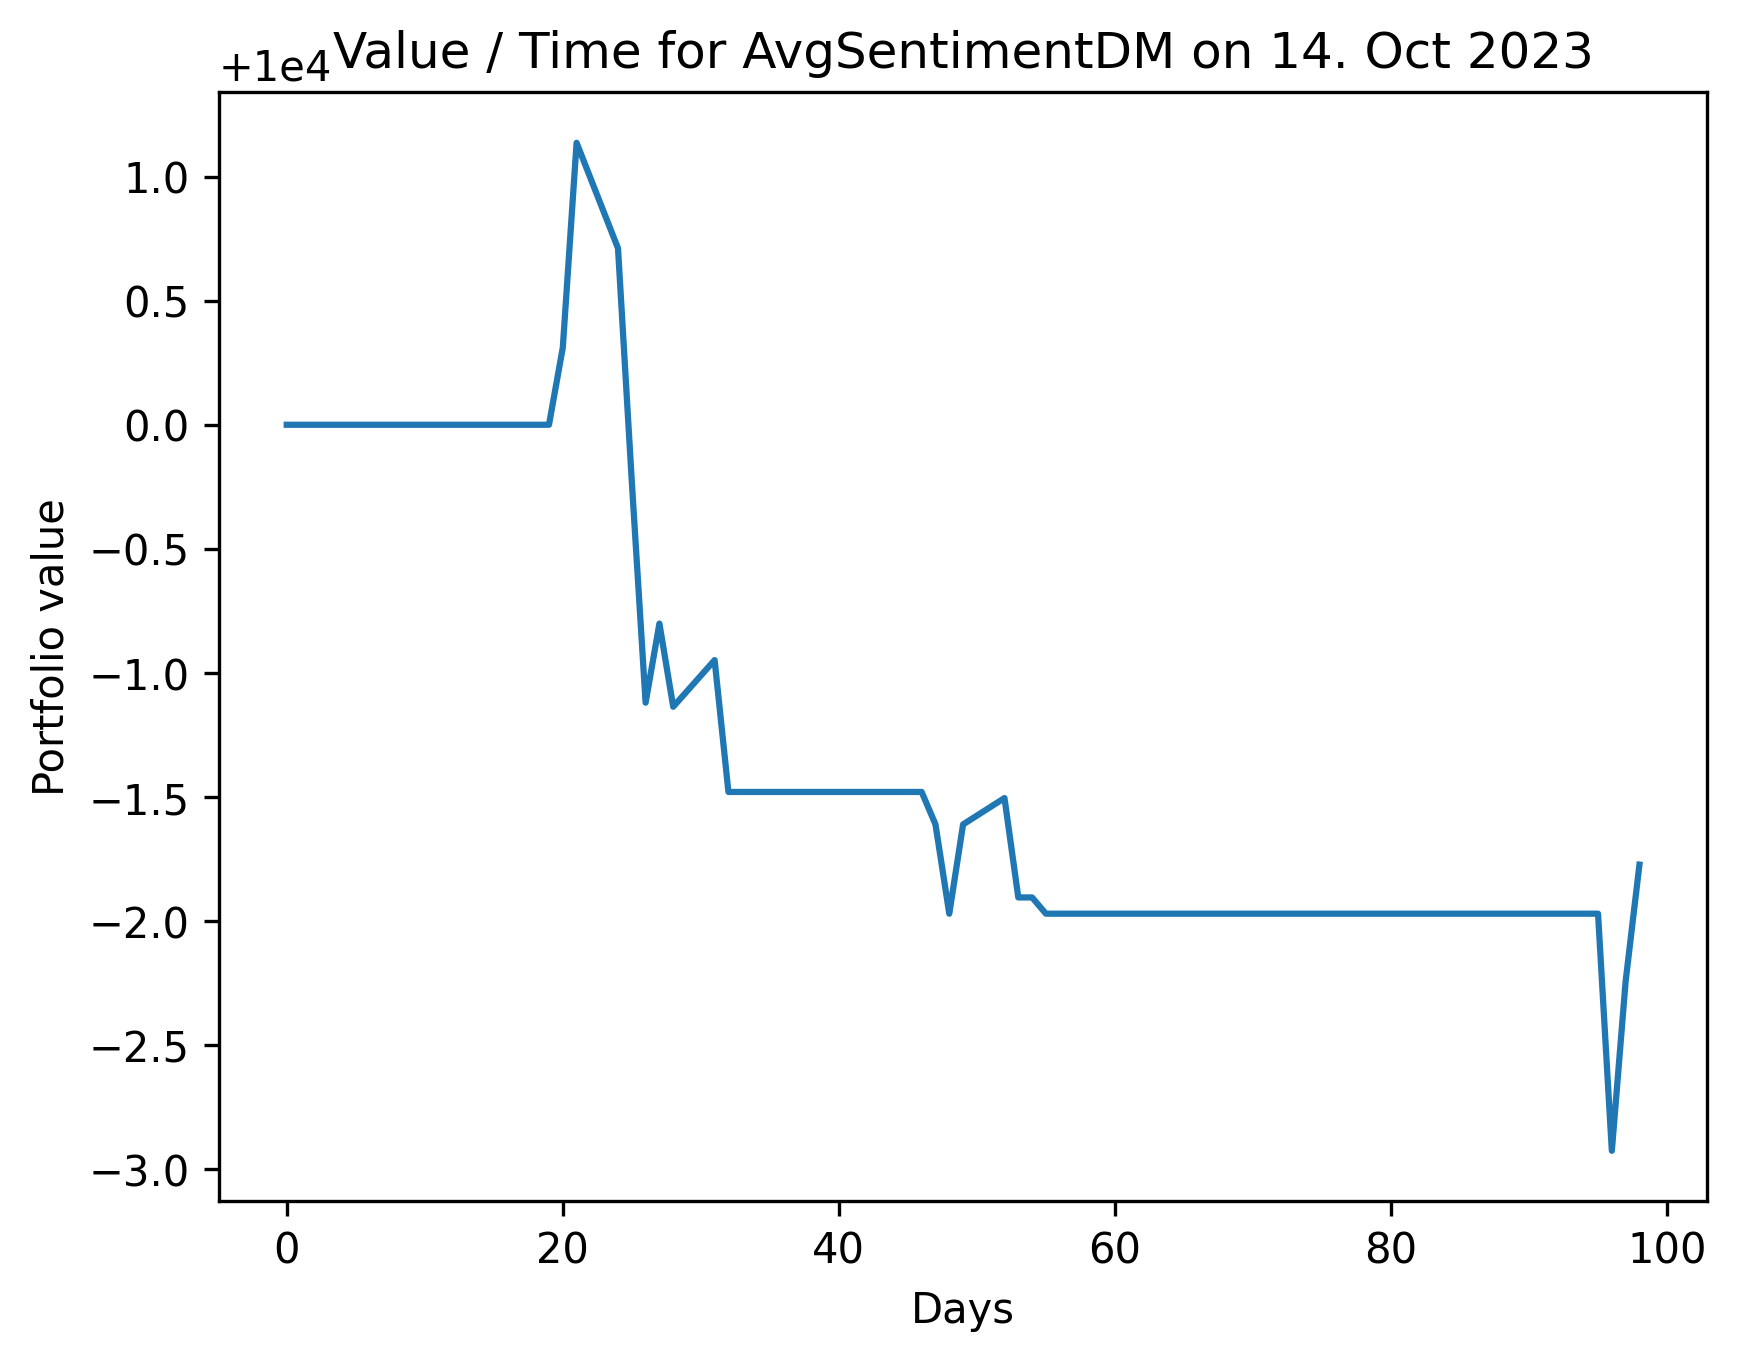 Value / Time for AvgSentimentDM on 14. Oct 2023
+1e4
1.0
0.5
0.0
−0.5
−1.0
−1.5
−2.0
−2.5
−3.0
Portfolio value
0 20 40 60 80 100
Days